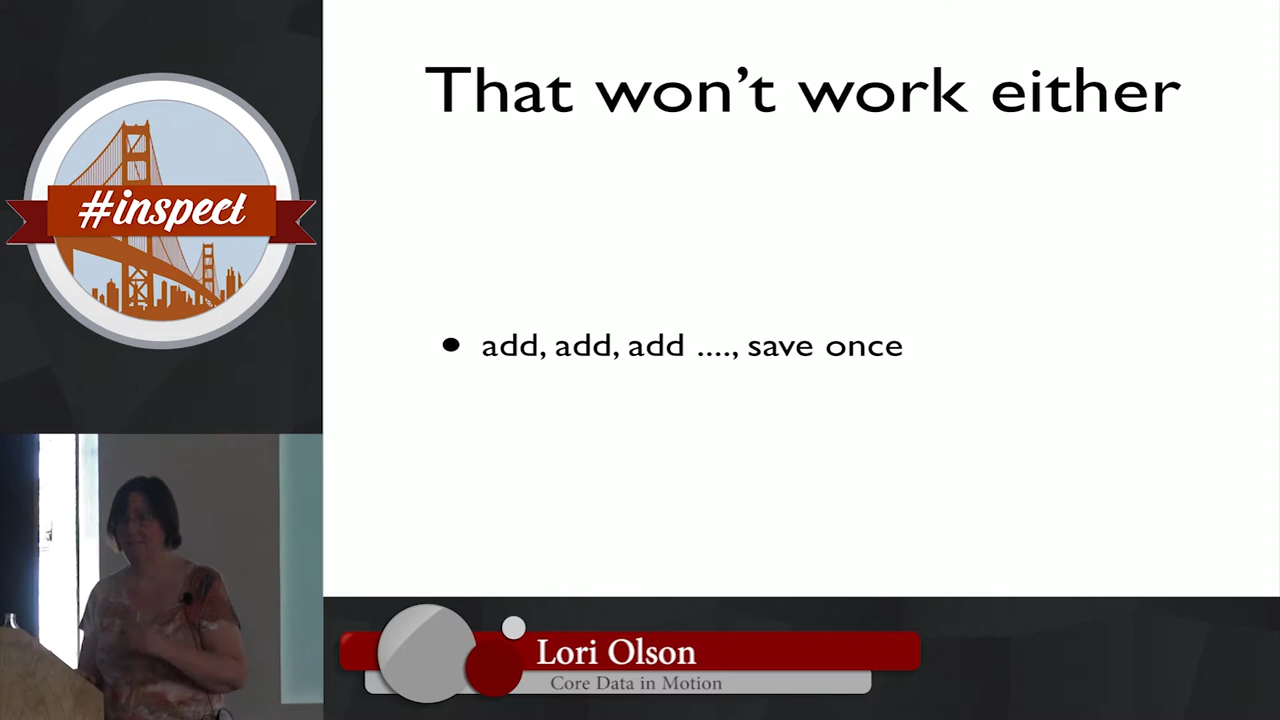 #inspect
That won't work either
• add, add, add ...., save once
Lori Olson
Core Data in Motion